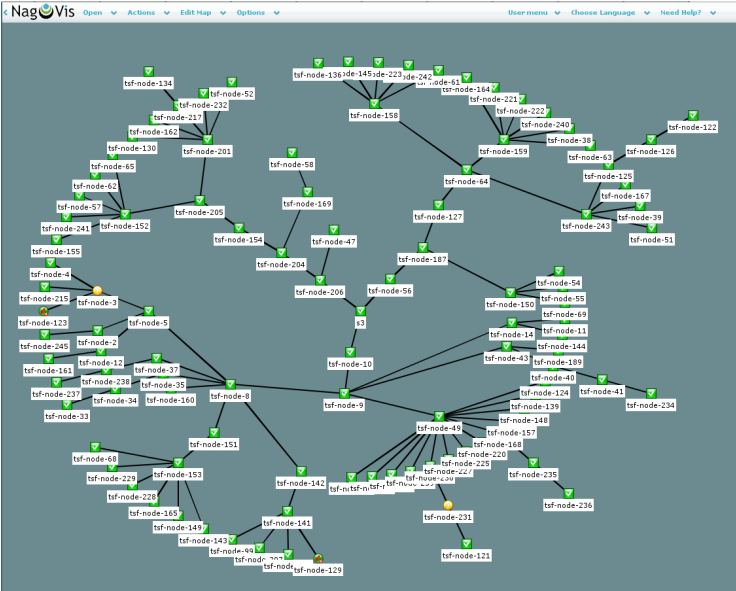 NagVis Open Actions Edit Map Options User menu Choose Language Need Help?
tsf-node-136
tsf-node-134
tsf-node-52
tsf-node-232
tsf-node-217
tsf-node-162
tsf-node-130
tsf-node-201
tsf-node-158
tsf-node-164
tsf-node-221
tsf-node-222
tsf-node-240
tsf-node-38
tsf-node-63
tsf-node-159
tsf-node-122
tsf-node-126
tsf-node-125
tsf-node-65
tsf-node-58
tsf-node-64
tsf-node-62
tsf-node-167
tsf-node-57
tsf-node-169
tsf-node-205
tsf-node-127
tsf-node-39
tsf-node-241
tsf-node-152
tsf-node-243
tsf-node-51
tsf-node-154
tsf-node-47
tsf-node-155
tsf-node-204
tsf-node-187
tsf-node-4
tsf-node-206
tsf-node-56
tsf-node-54
tsf-node-215
tsf-node-3
tsf-node-150
tsf-node-55
tsf-node-69
tsf-node-123
tsf-node-5
s3
tsf-node-14
tsf-node-11
tsf-node-245
tsf-node-2
tsf-node-144
tsf-node-12
tsf-node-10
tsf-node-43
tsf-node-189
tsf-node-161
tsf-node-37
tsf-node-238
tsf-node-35
tsf-node-40
tsf-node-237
tsf-node-34
tsf-node-160
tsf-node-8
tsf-node-9
tsf-node-124
tsf-node-41
tsf-node-234
tsf-node-33
tsf-node-139
tsf-node-148
tsf-node-49
tsf-node-157
tsf-node-151
tsf-node-168
tsf-node-68
tsf-node-220
tsf-node-153
tsf-node-225
tsf-node-229
tsf-node-227
tsf-node-235
tsf-node-142
tsf-node-228
tsf-node-236
tsf-node-165
tsf-node-231
tsf-node-149
tsf-node-141
tsf-node-143
tsf-node-99
tsf-node-121
tsf-node-129